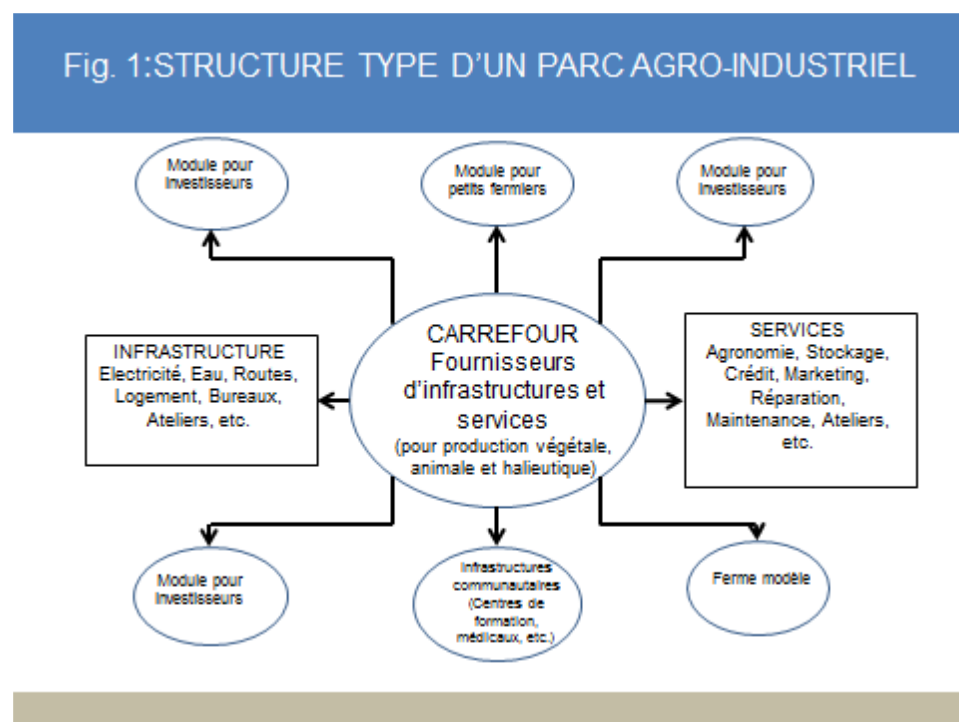 Fig. 1:STRUCTURE TYPE D'UN PARC AGRO-INDUSTRIEL
Module pour
investisseurs
Module pour
petits fermiers
Module pour
investisseurs
INFRASTRUCTURE
Electricité, Eau, Routes,
Logement, Bureaux,
Ateliers, etc.
CARREFOUR
Fournisseurs
d'infrastructures et
services
(pour production végétale,
animale et halieutique)
SERVICES
Agronomie, Stockage,
Crédit, Marketing,
Réparation,
Maintenance, Ateliers,
etc.
Module pour
investisseurs
Infrastructures
communautaires
(Centres de
formation,
médicaux, etc.)
Ferme modèle